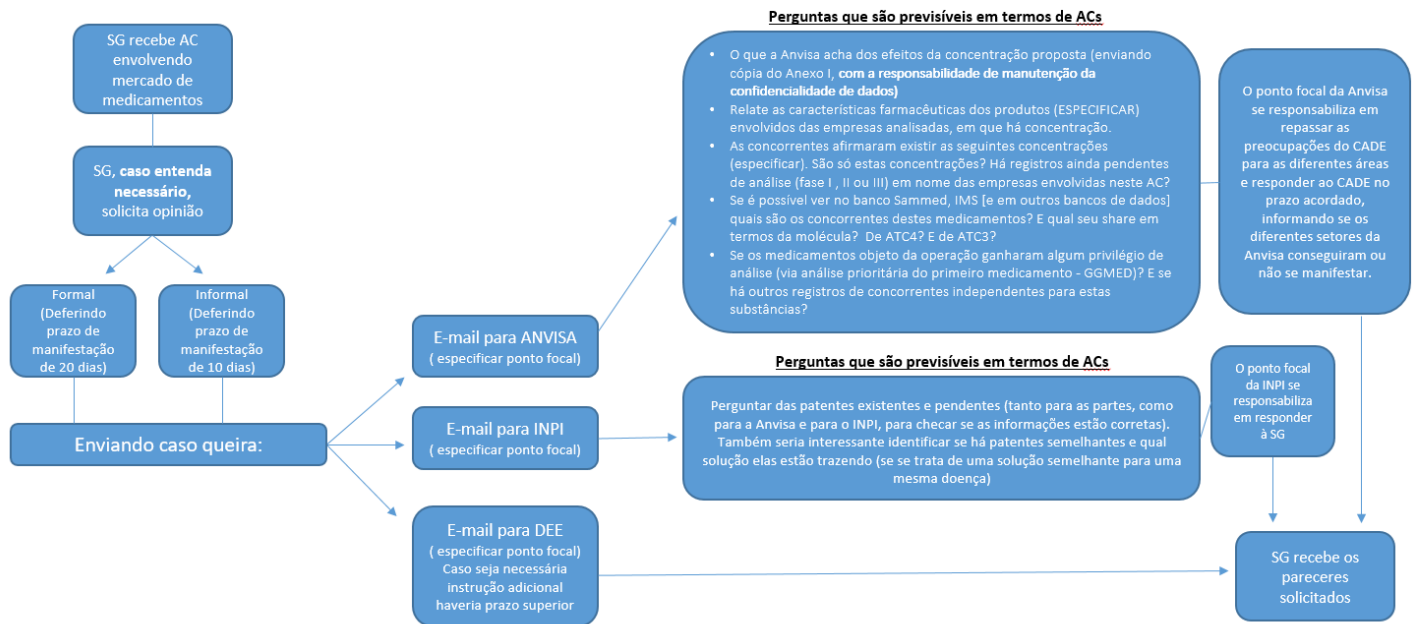 SG recebe AC
envolvendo
mercado de
medicamentos
SG, caso entenda
necessário,
solicita opinião
Formal
(Deferindo
prazo de
manifestação
de 20 dias)
Informal
(Deferindo
prazo de
manifestação
de 10 dias)
Enviando caso queira:
E-mail para ANVISA
( especificar ponto focal)
E-mail para INPI
(especificar ponto focal)
E-mail para DEE
( especificar ponto focal)
Caso seja necessária
instrução adicional
haveria prazo superior
Perguntas que são previsíveis em termos de ACs
• O que a Anvisa acha dos efeitos da concentração proposta (enviando
cópia do Anexo I, com a responsabilidade de manutenção da
confidencialidade de dados)
• Relate as características farmacêuticas dos produtos (ESPECIFICAR)
envolvidos das empresas analisadas, em que há concentração.
• As concorrentes afirmaram existir as seguintes concentrações
(especificar). São só estas concentrações? Há registros ainda pendentes
de análise (fase I , II ou III) em nome das empresas envolvidas neste AC?
• Se é possível ver no banco Sammed, IMS [e em outros bancos de dados]
quais são os concorrentes destes medicamentos? E qual seu share em
termos da molécula? De ATC4? E de ATC3?
• Se os medicamentos objeto da operação ganharam algum privilégio de
análise (via análise prioritária do primeiro medicamento - GGMED)? E se
há outros registros de concorrentes independentes para estas
substâncias?
O ponto focal da Anvisa
se responsabiliza em
repassar as
preocupações do CADE
para as diferentes áreas
e responder ao CADE no
prazo acordado,
informando se os
diferentes setores da
Anvisa conseguiram ou
não se manifestar.
Perguntas que são previsíveis em termos de ACs
Perguntar das patentes existentes e pendentes (tanto para as partes, como
para a Anvisa e para o INPI, para checar se as informações estão corretas).
Também seria interessante identificar se há patentes semelhantes e qual
solução elas estão trazendo (se se trata de uma solução semelhante para uma
mesma doença)
O ponto focal
da INPI se
responsabiliza
em responder
à SG
SG recebe os
pareceres
solicitados